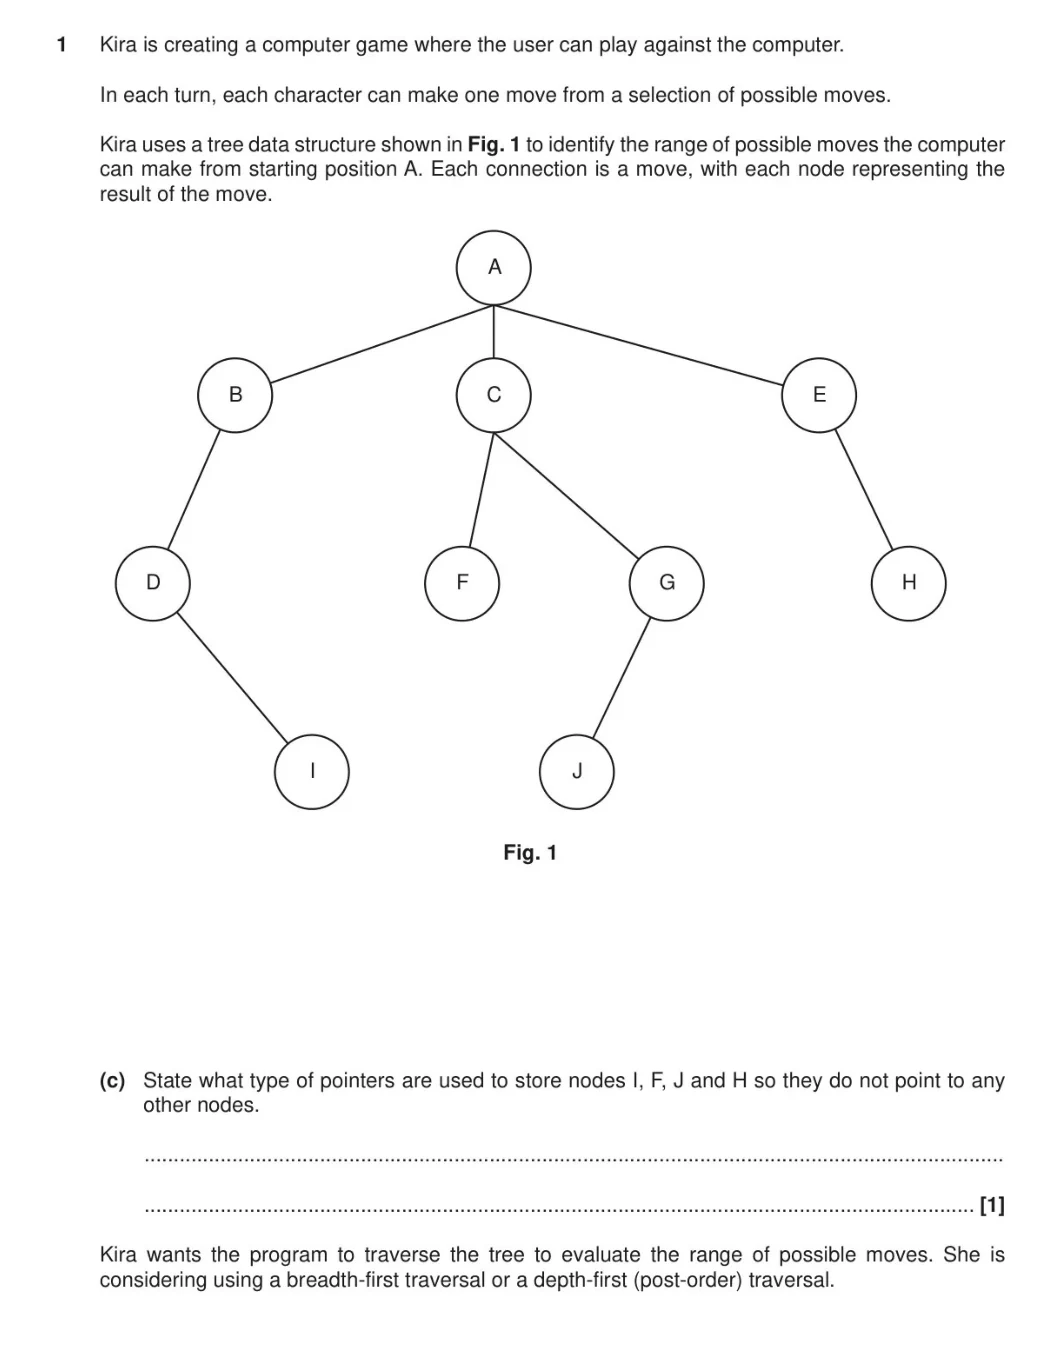 1 Kira is creating a computer game where the user can play against the computer.
In each turn, each character can make one move from a selection of possible moves.
Kira uses a tree data structure shown in Fig. 1 to identify the range of possible moves the computer
can make from starting position A. Each connection is a move, with each node representing the
result of the move.
A
B C E
D F G H
I J
Fig. 1
(c) State what type of pointers are used to store nodes I, F, J and H so they do not point to any
other nodes.
..........
.......... [1]
Kira wants the program to traverse the tree to evaluate the range of possible moves. She is
considering using a breadth-first traversal or a depth-first (post-order) traversal.